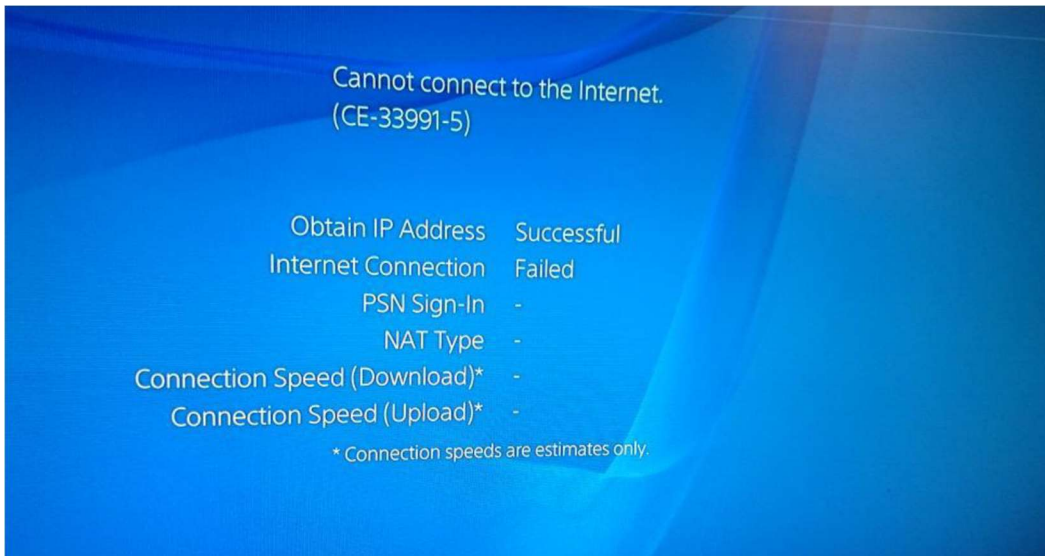 Cannot connect to the Internet.
(CE-33991-5)
Obtain IP Address Successful
Internet Connection Failed
PSN Sign-In -
NAT Type -
Connection Speed (Download)* -
Connection Speed (Upload)* -
* Connection speeds are estimates only.